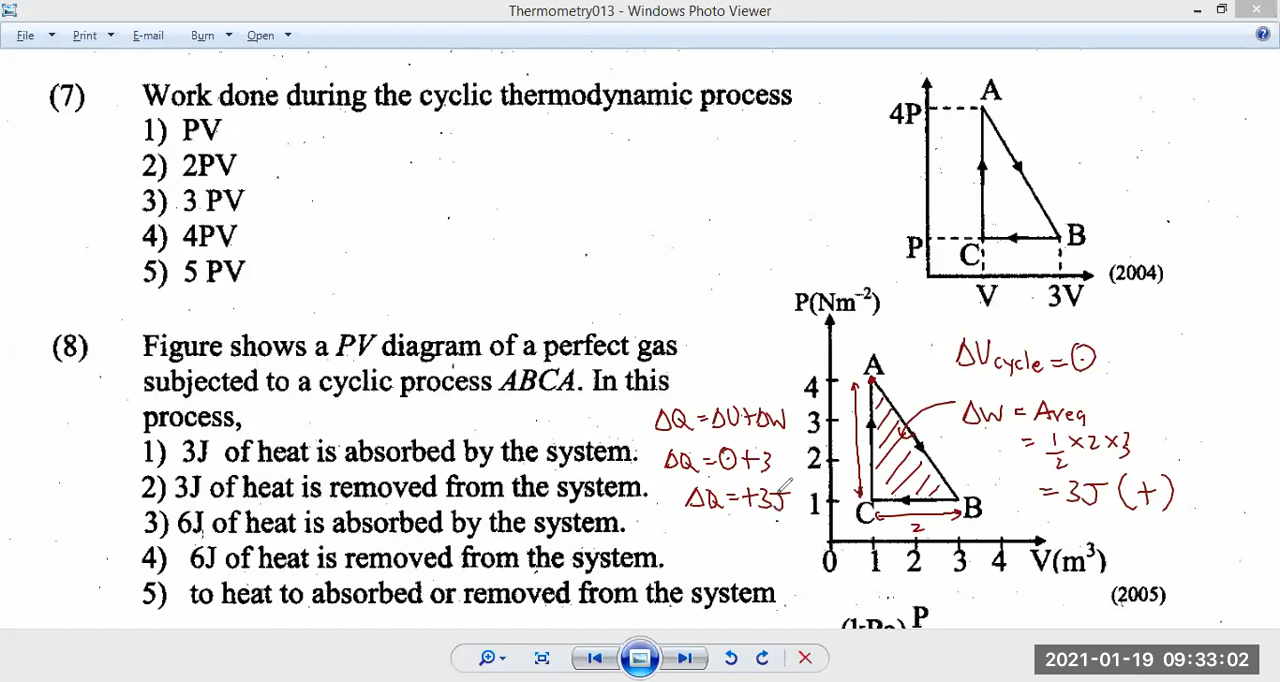 Thermometry013 - Windows Photo Viewer
File Print E-mail Burn Open
(7) Work done during the cyclic thermodynamic process
1) PV
2) 2PV
3) 3 PV
4) 4PV
5) 5 PV
A
4P
B
P
C
V 3V
(2004)
(8) Figure shows a PV diagram of a perfect gas
subjected to a cyclic process ABCA. In this
process,
1) 3J of heat is absorbed by the system.
2) 3J of heat is removed from the system.
3) 6J of heat is absorbed by the system.
4) 6J of heat is removed from the system.
5) to heat to absorbed or removed from the system
ΔQ = ΔU+ΔW
ΔQ = 0+3
ΔQ = +3J
P(Nm⁻²)
A
4
3
2
1
C B
2
0 1 2 3 4 V(m³)
ΔUcycle = 0
ΔW = Area
= 1/2 ×2×3
= 3J (+)
(2005)
(kPa) P
2021-01-19 09:33:02